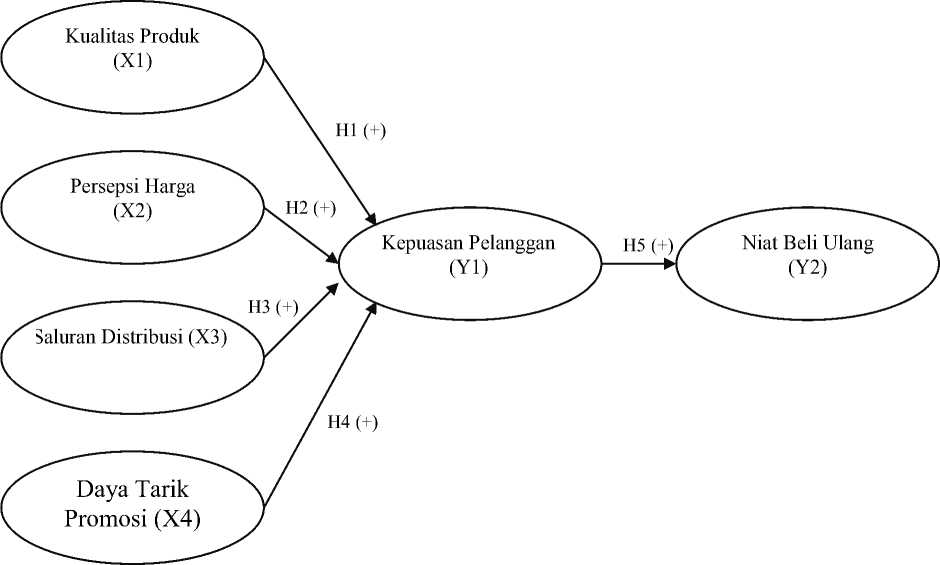 Kualitas Produk
(X1)
H1 (+)
Persepsi Harga
(X2)
H2 (+)
Kepuasan Pelanggan
(Y1)
H5 (+)
Niat Beli Ulang
(Y2)
H3 (+)
Saluran Distribusi (X3)
H4 (+)
Daya Tarik
Promosi (X4)